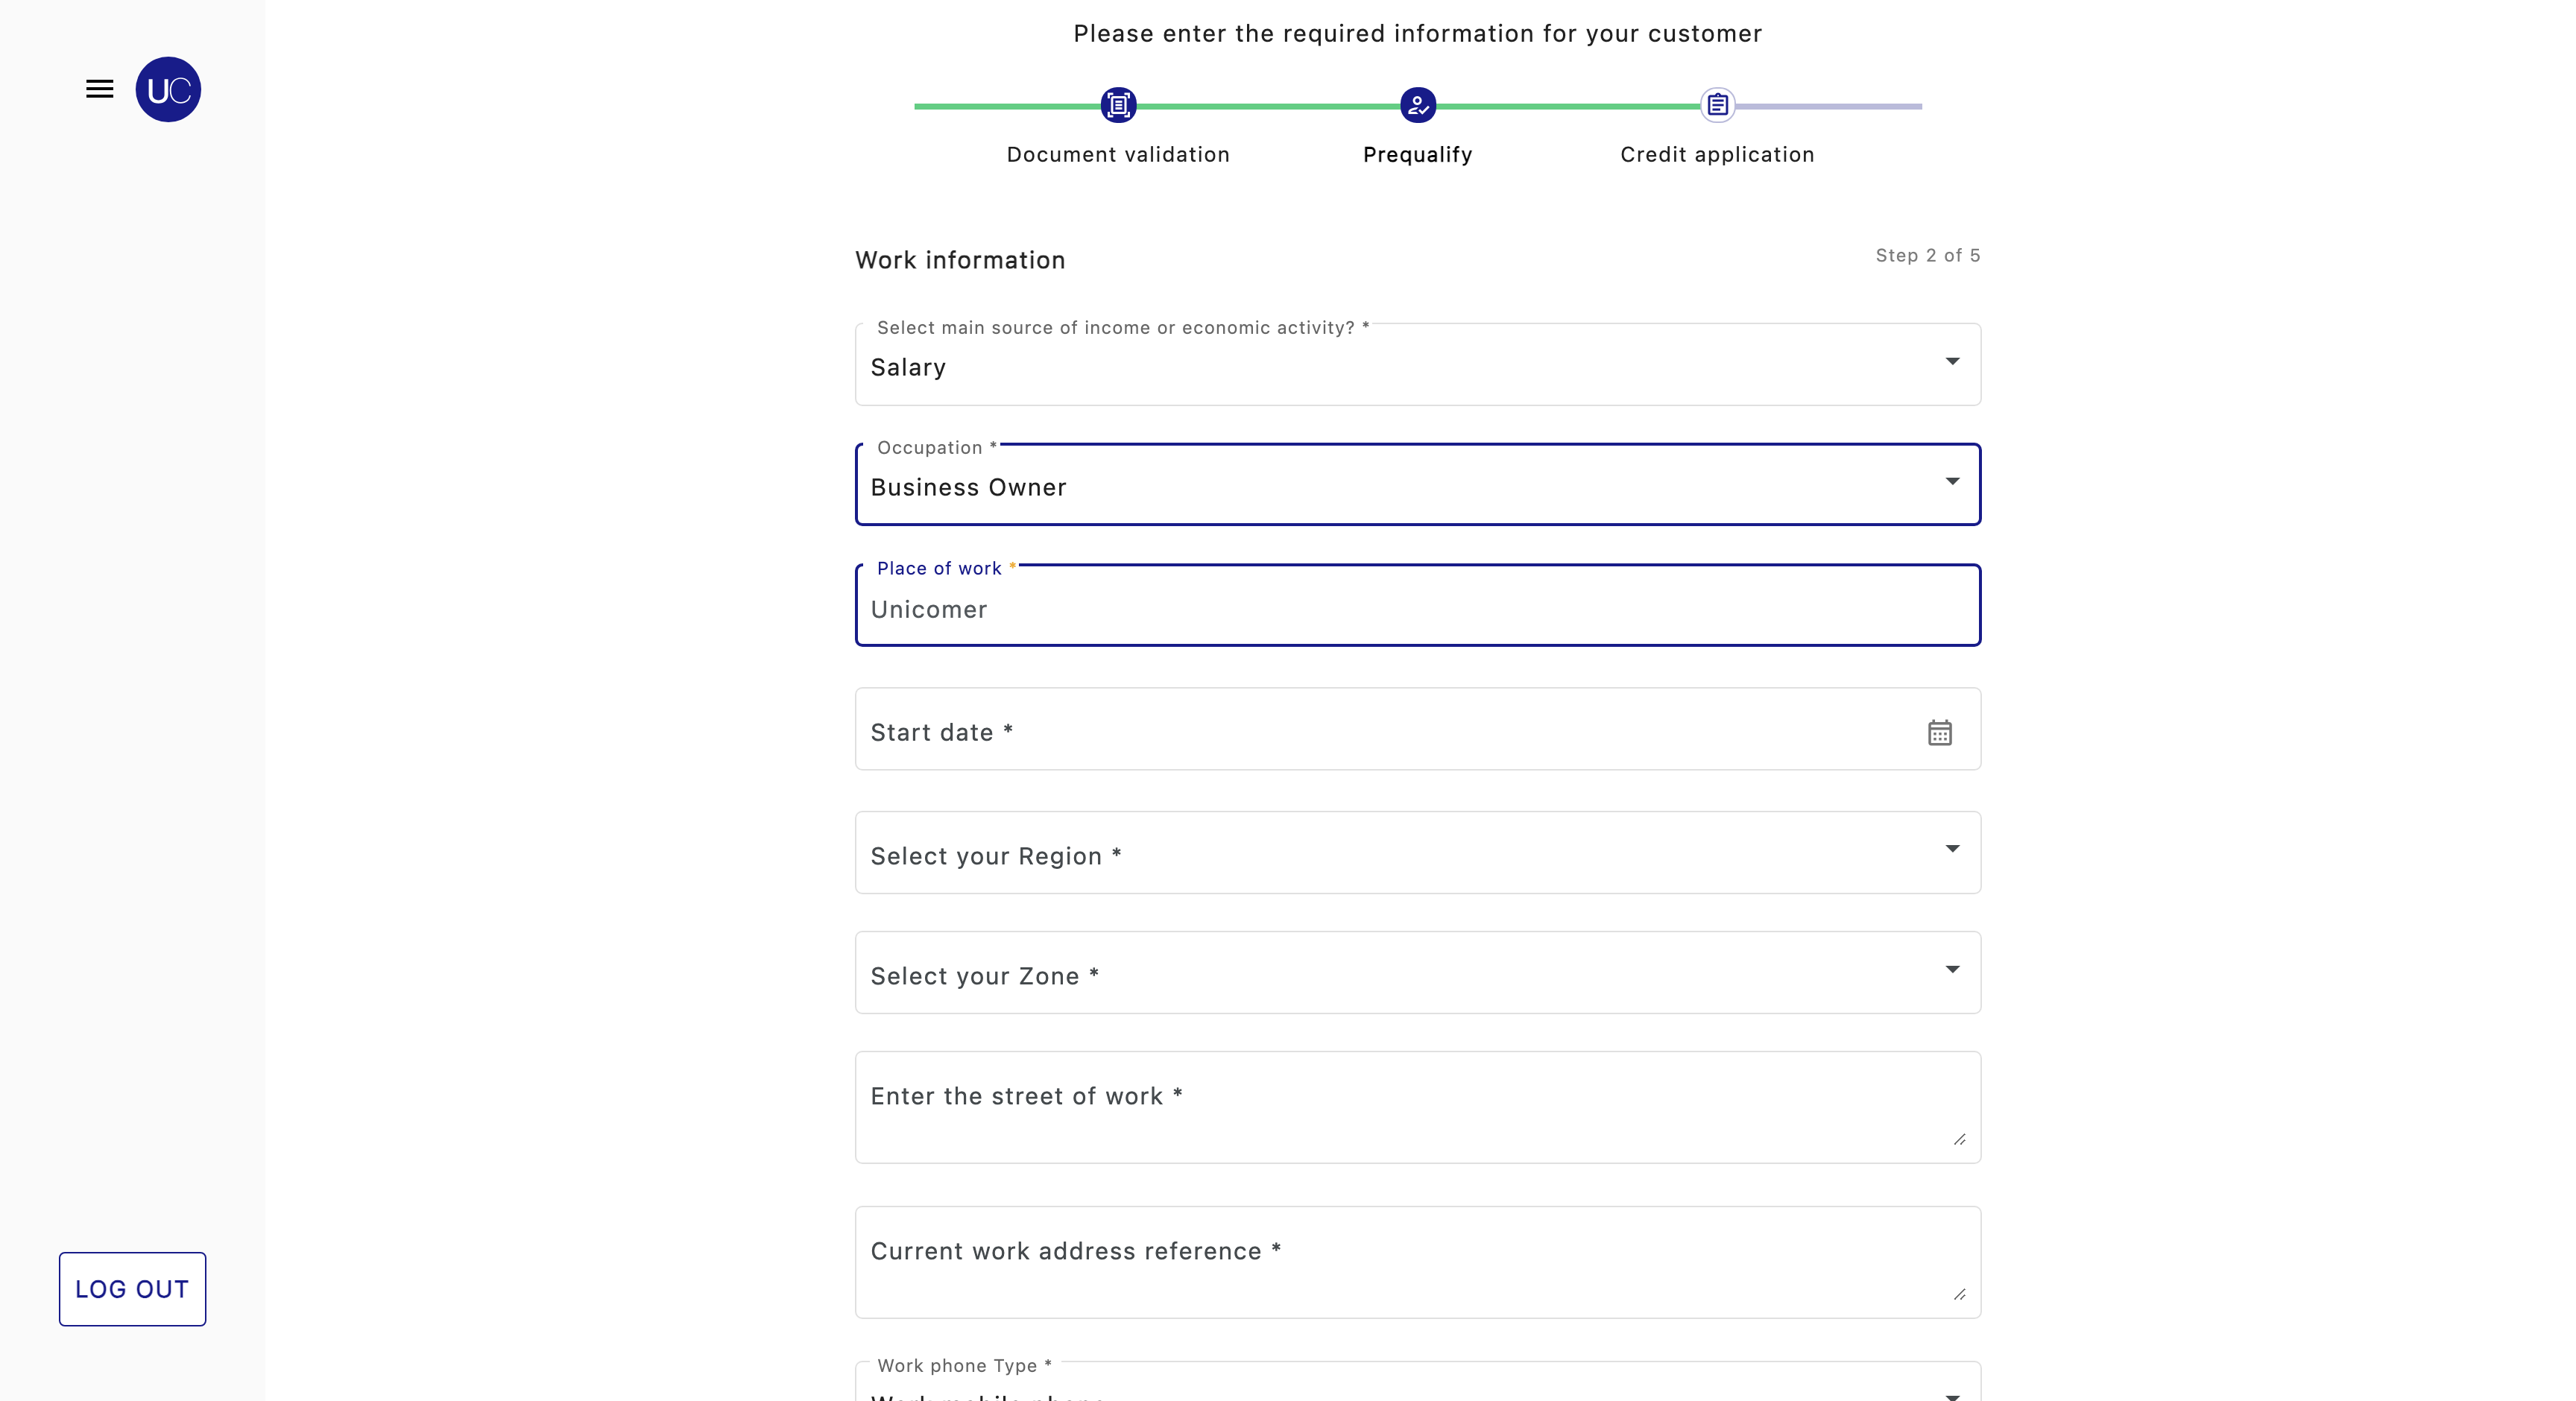 UC
Please enter the required information for your customer
Document validation
Prequalify
Credit application
Work information
Step 2 of 5
Select main source of income or economic activity? *
Salary
Occupation *
Business Owner
Place of work *
Unicomer
Start date *
Select your Region *
Select your Zone *
Enter the street of work *
Current work address reference *
LOG OUT
Work phone Type *
Work mobile phone